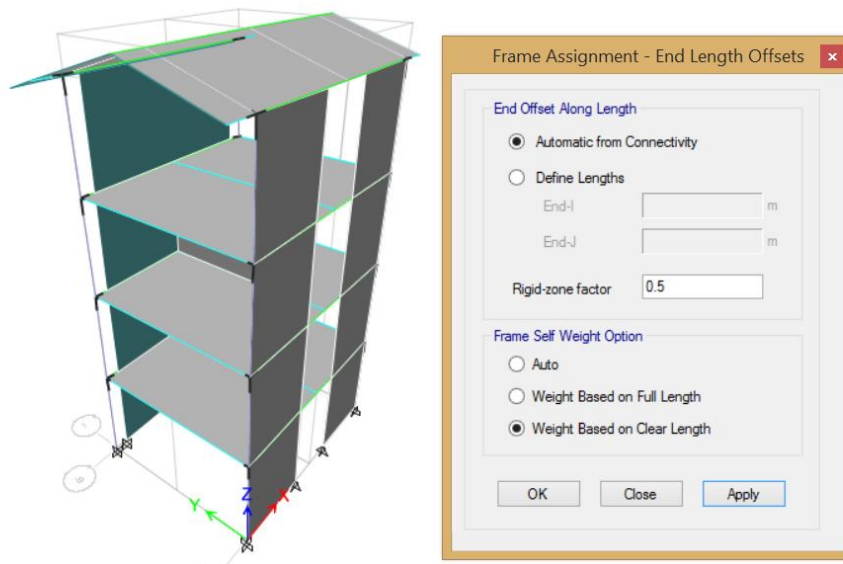 Z
Y
X
Frame Assignment - End Length Offsets
x
End Offset Along Length
Automatic from Connectivity
Define Lengths
End-I
m
End-J
m
Rigid-zone factor
0.5
Frame Self Weight Option
Auto
Weight Based on Full Length
Weight Based on Clear Length
OK Close Apply